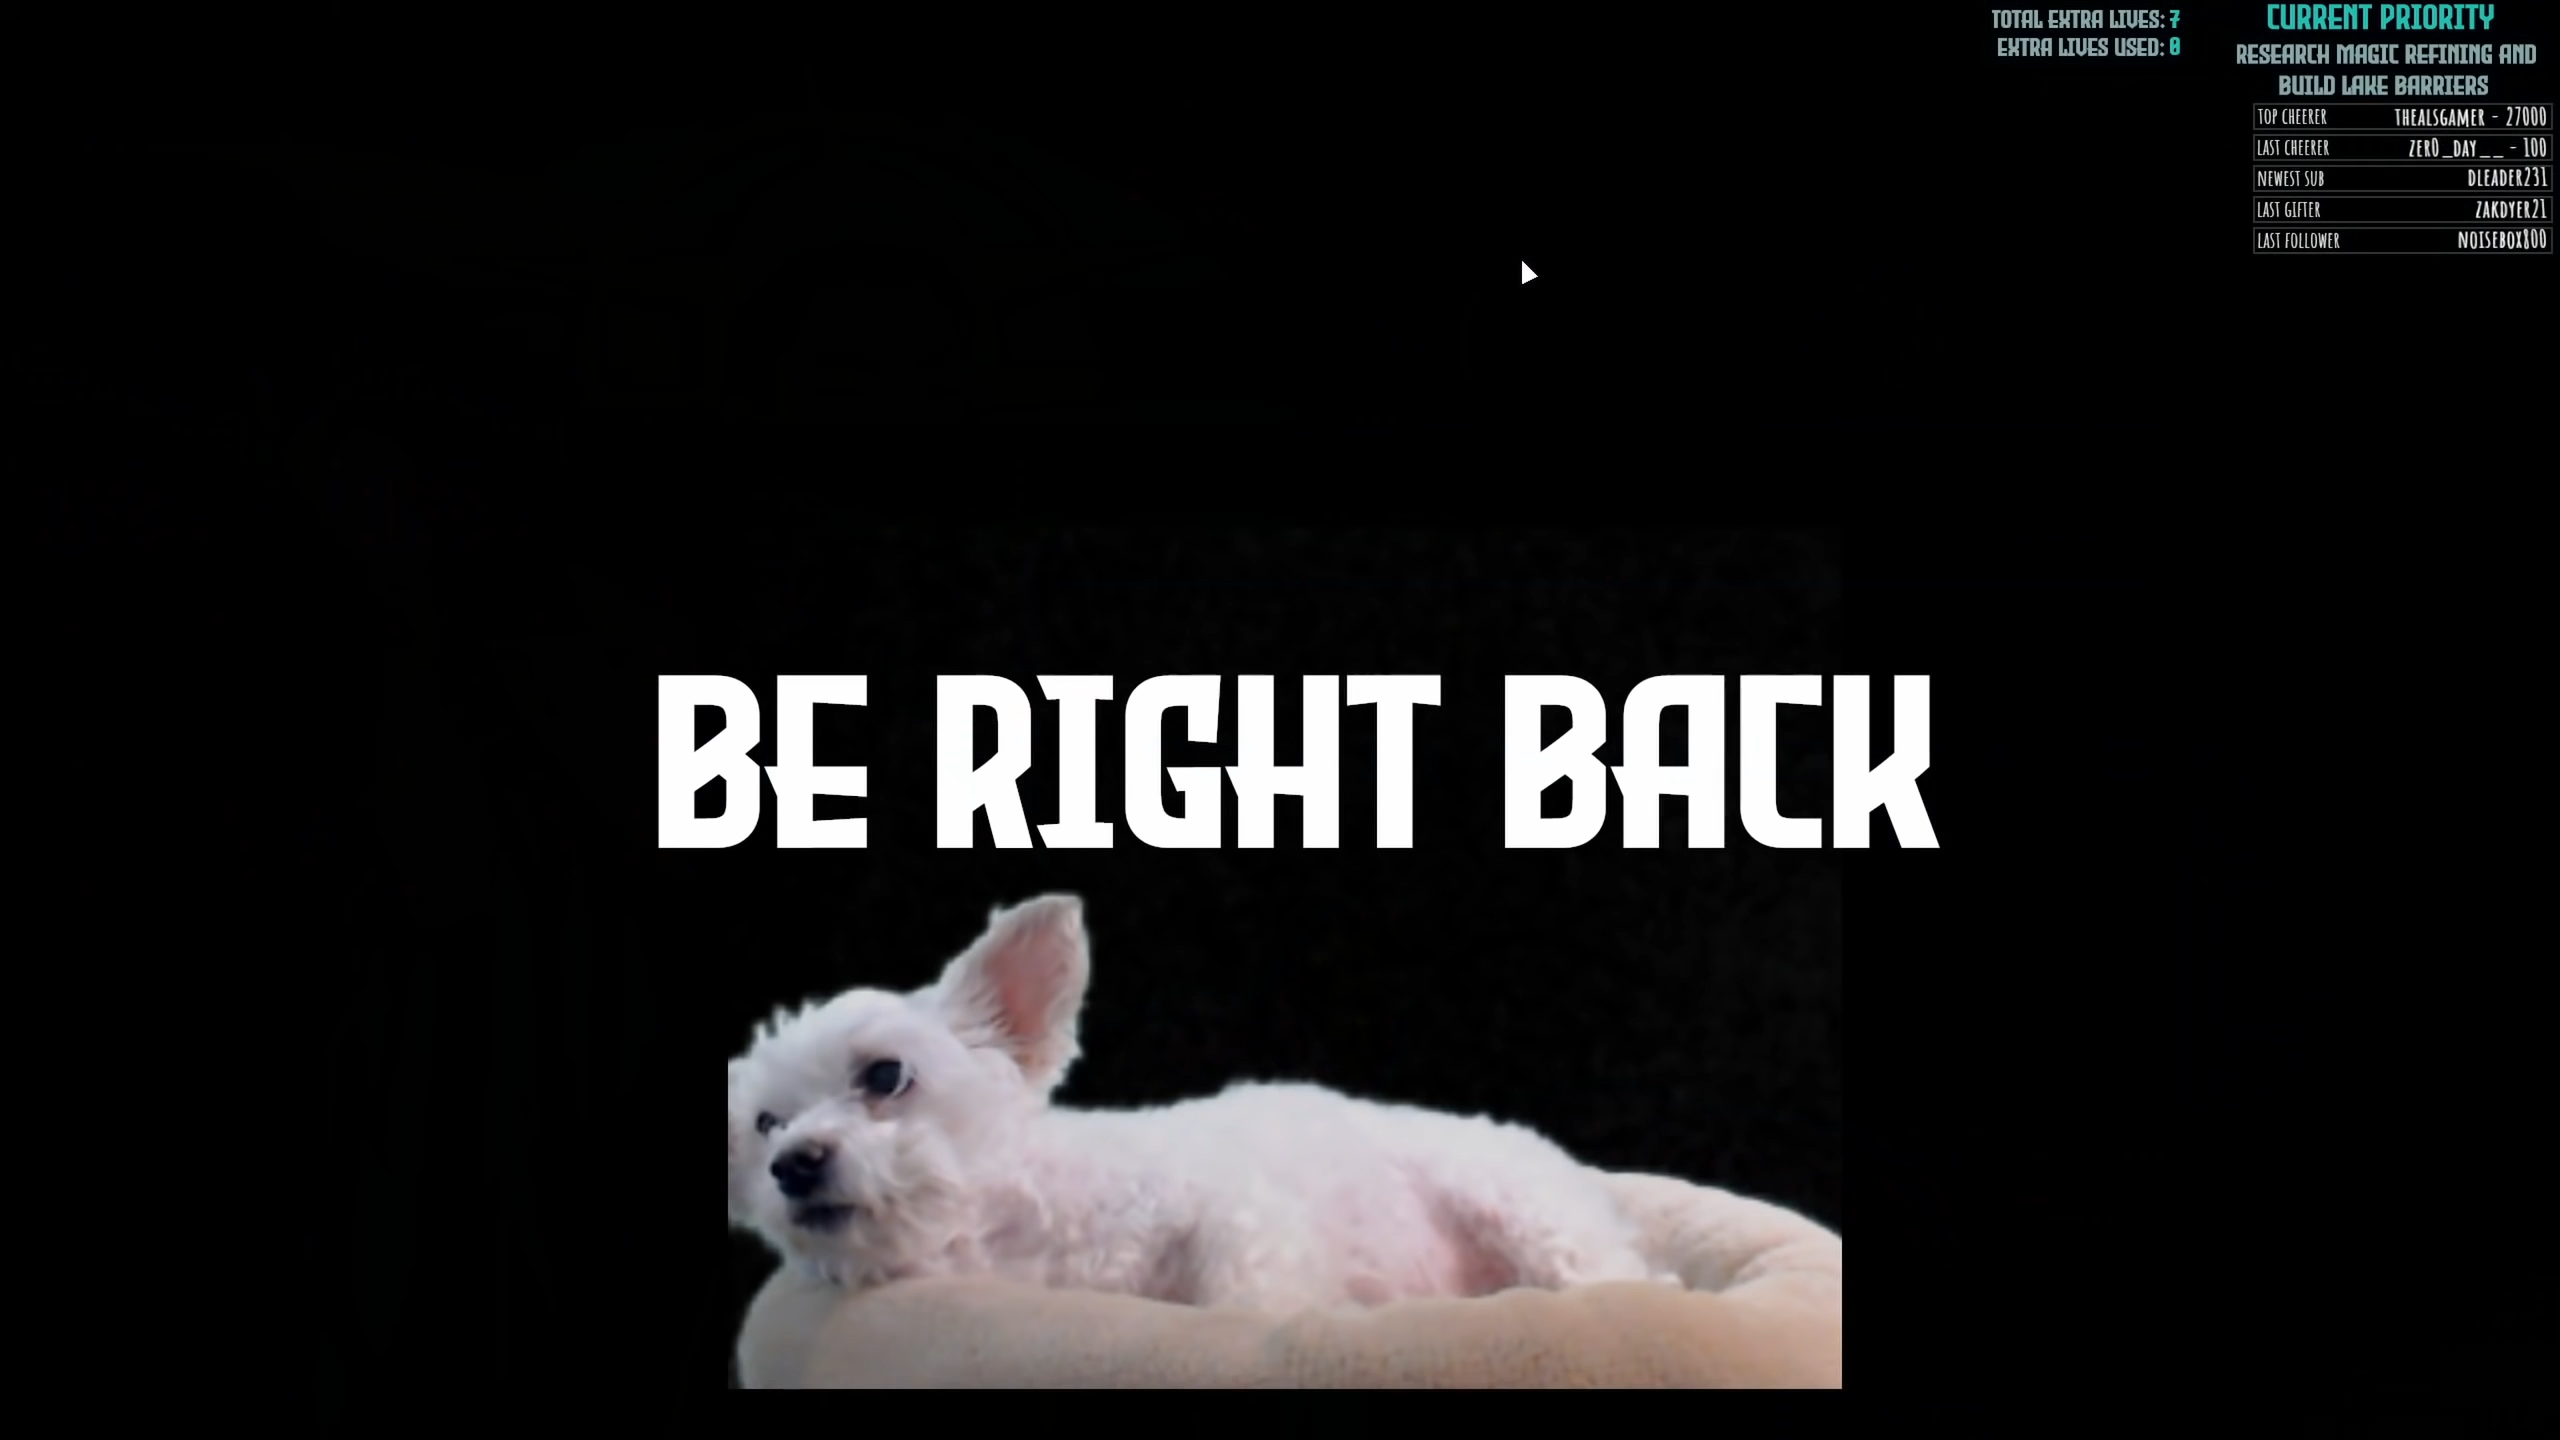 TOTAL EXTRA LIVES: 7
EXTRA LIVES USED: 0
CURRENT PRIORITY
RESEARCH MAGIC REFINING AND
BUILD LAKE BARRIERS
TOP CHEERER THEALSGAMER - 27000
LAST CHEERER ZER0_DAY__ - 100
NEWEST SUB DLEADER231
LAST GIFTER ZAKDYER21
LAST FOLLOWER NOISEBOX800
BE RIGHT BACK